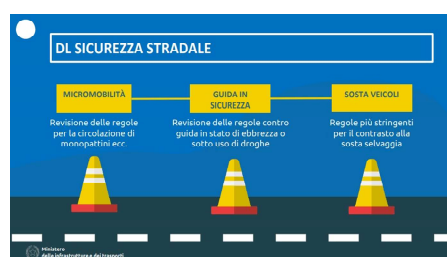 DL SICUREZZA STRADALE
MICROMOBILITÀ
Revisione delle regole
per la circolazione di
monopattini ecc
GUIDA IN
SICUREZZA
Revisione delle regole contro
guida in stato di ebbrezza o
sotto uso di droghe
SOSTA VEICOLI
Regole più stringenti
per il contrasto alla
sosta selvaggia
Ministero
delle infrastrutture e dei trasporti